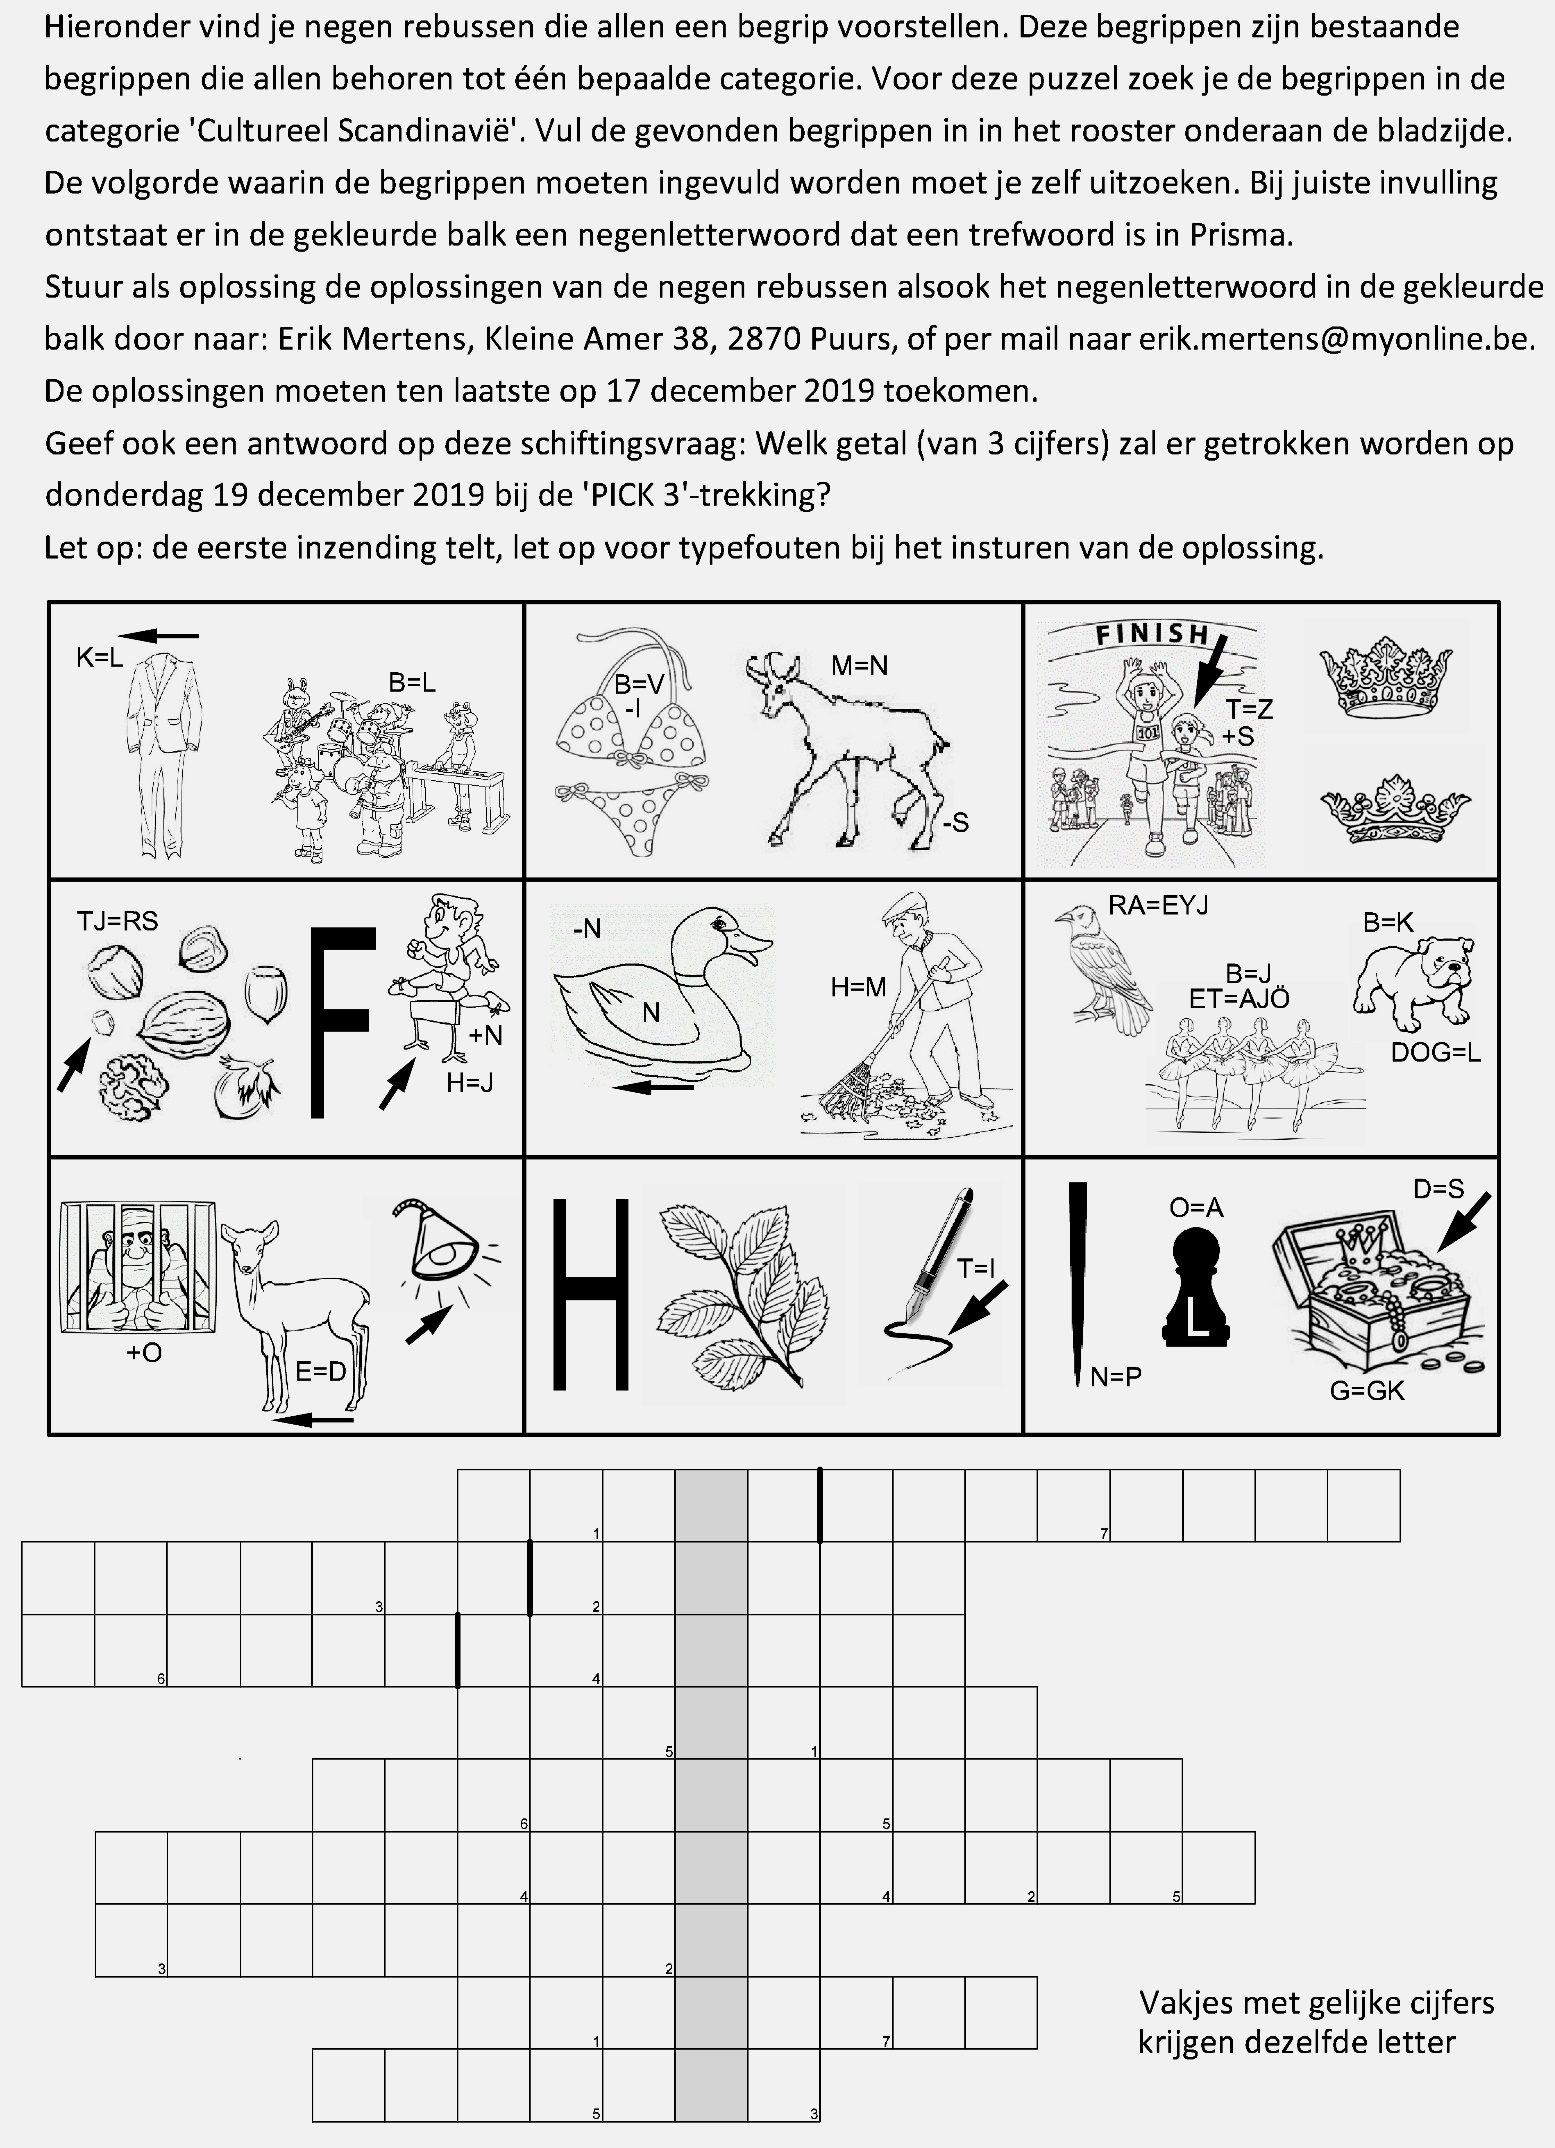 Hieronder vind je negen rebussen die allen een begrip voorstellen. Deze begrippen zijn bestaande
begrippen die allen behoren tot één bepaalde categorie. Voor deze puzzel zoek je de begrippen in de
categorie 'Cultureel Scandinavië'. Vul de gevonden begrippen in in het rooster onderaan de bladzijde.
De volgorde waarin de begrippen moeten ingevuld worden moet je zelf uitzoeken. Bij juiste invulling
ontstaat er in de gekleurde balk een negenletterwoord dat een trefwoord is in Prisma.
Stuur als oplossing de oplossingen van de negen rebussen alsook het negenletterwoord in de gekleurde
balk door naar: Erik Mertens, Kleine Amer 38, 2870 Puurs, of per mail naar erik.mertens@myonline.be.
De oplossingen moeten ten laatste op 17 december 2019 toekomen.
Geef ook een antwoord op deze schiftingsvraag: Welk getal (van 3 cijfers) zal er getrokken worden op
donderdag 19 december 2019 bij de 'PICK 3'-trekking?
Let op: de eerste inzending telt, let op voor typefouten bij het insturen van de oplossing.
K=L
B=L
B=V
-I
M=N
-S
FINISH
101
T=Z
+S
TJ=RS
F
+N
H=J
-N
N
H=M
RA=EYJ
B=J
ET=AJÖ
B=K
DOG=L
+O
E=D
H
T=I
N=P
O=A
L
D=S
G=GK
1
7
3
2
6
4
5
1
6
5
4
4
2
5
3
2
1
7
5
3
Vakjes met gelijke cijfers
krijgen dezelfde letter